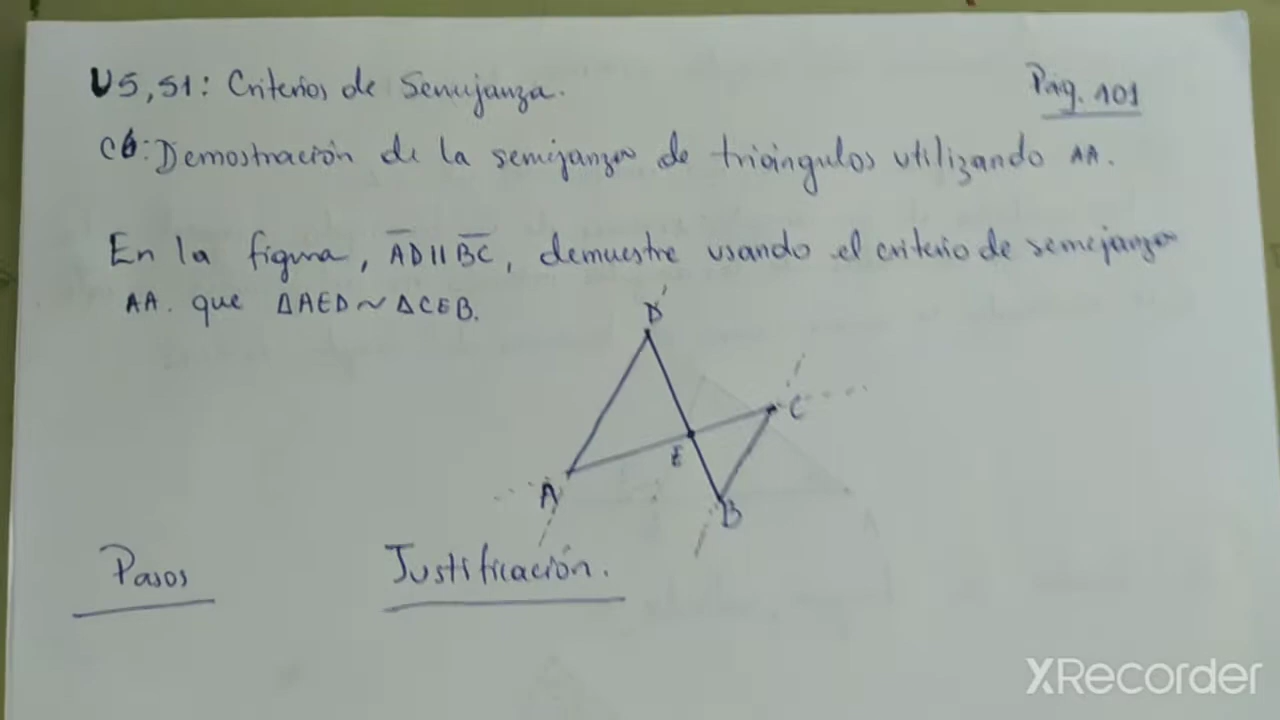 U5, S1: Criterios de Semejanza.
Pág. 101
C6: Demostración de la semejanza de triángulos utilizando AA.
En la figura, AD || BC, demuestre usando el criterio de semejanza
AA. que ΔAED ~ ΔCEB.
D
C
E
A
B
Pasos
Justificación.
XRecorder